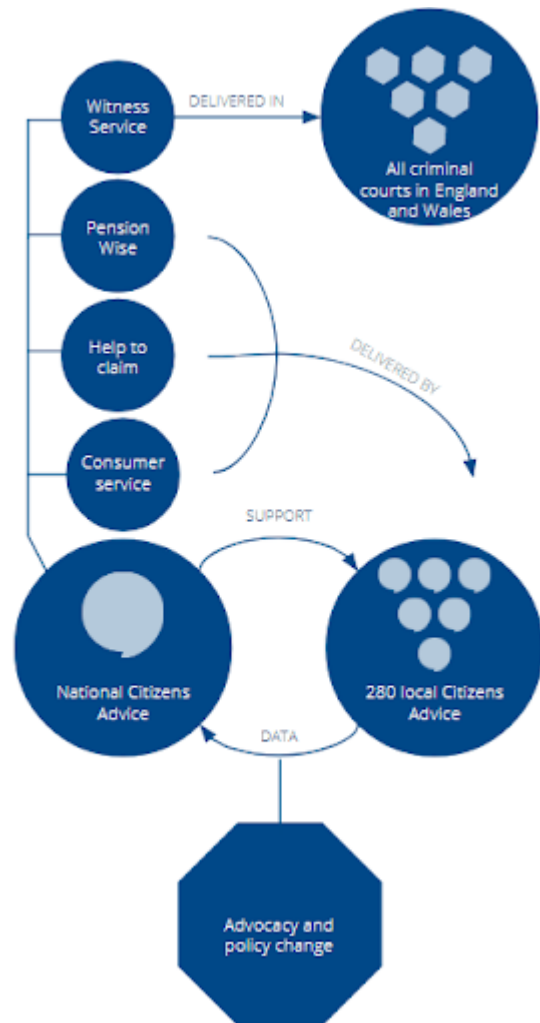 Witness
Service
DELIVERED IN
All criminal
courts in England
and Wales
Pension
Wise
Help to
claim
DELIVERED BY
Consumer
service
SUPPORT
National Citizens
Advice
280 local Citizens
Advice
DATA
Advocacy and
policy change